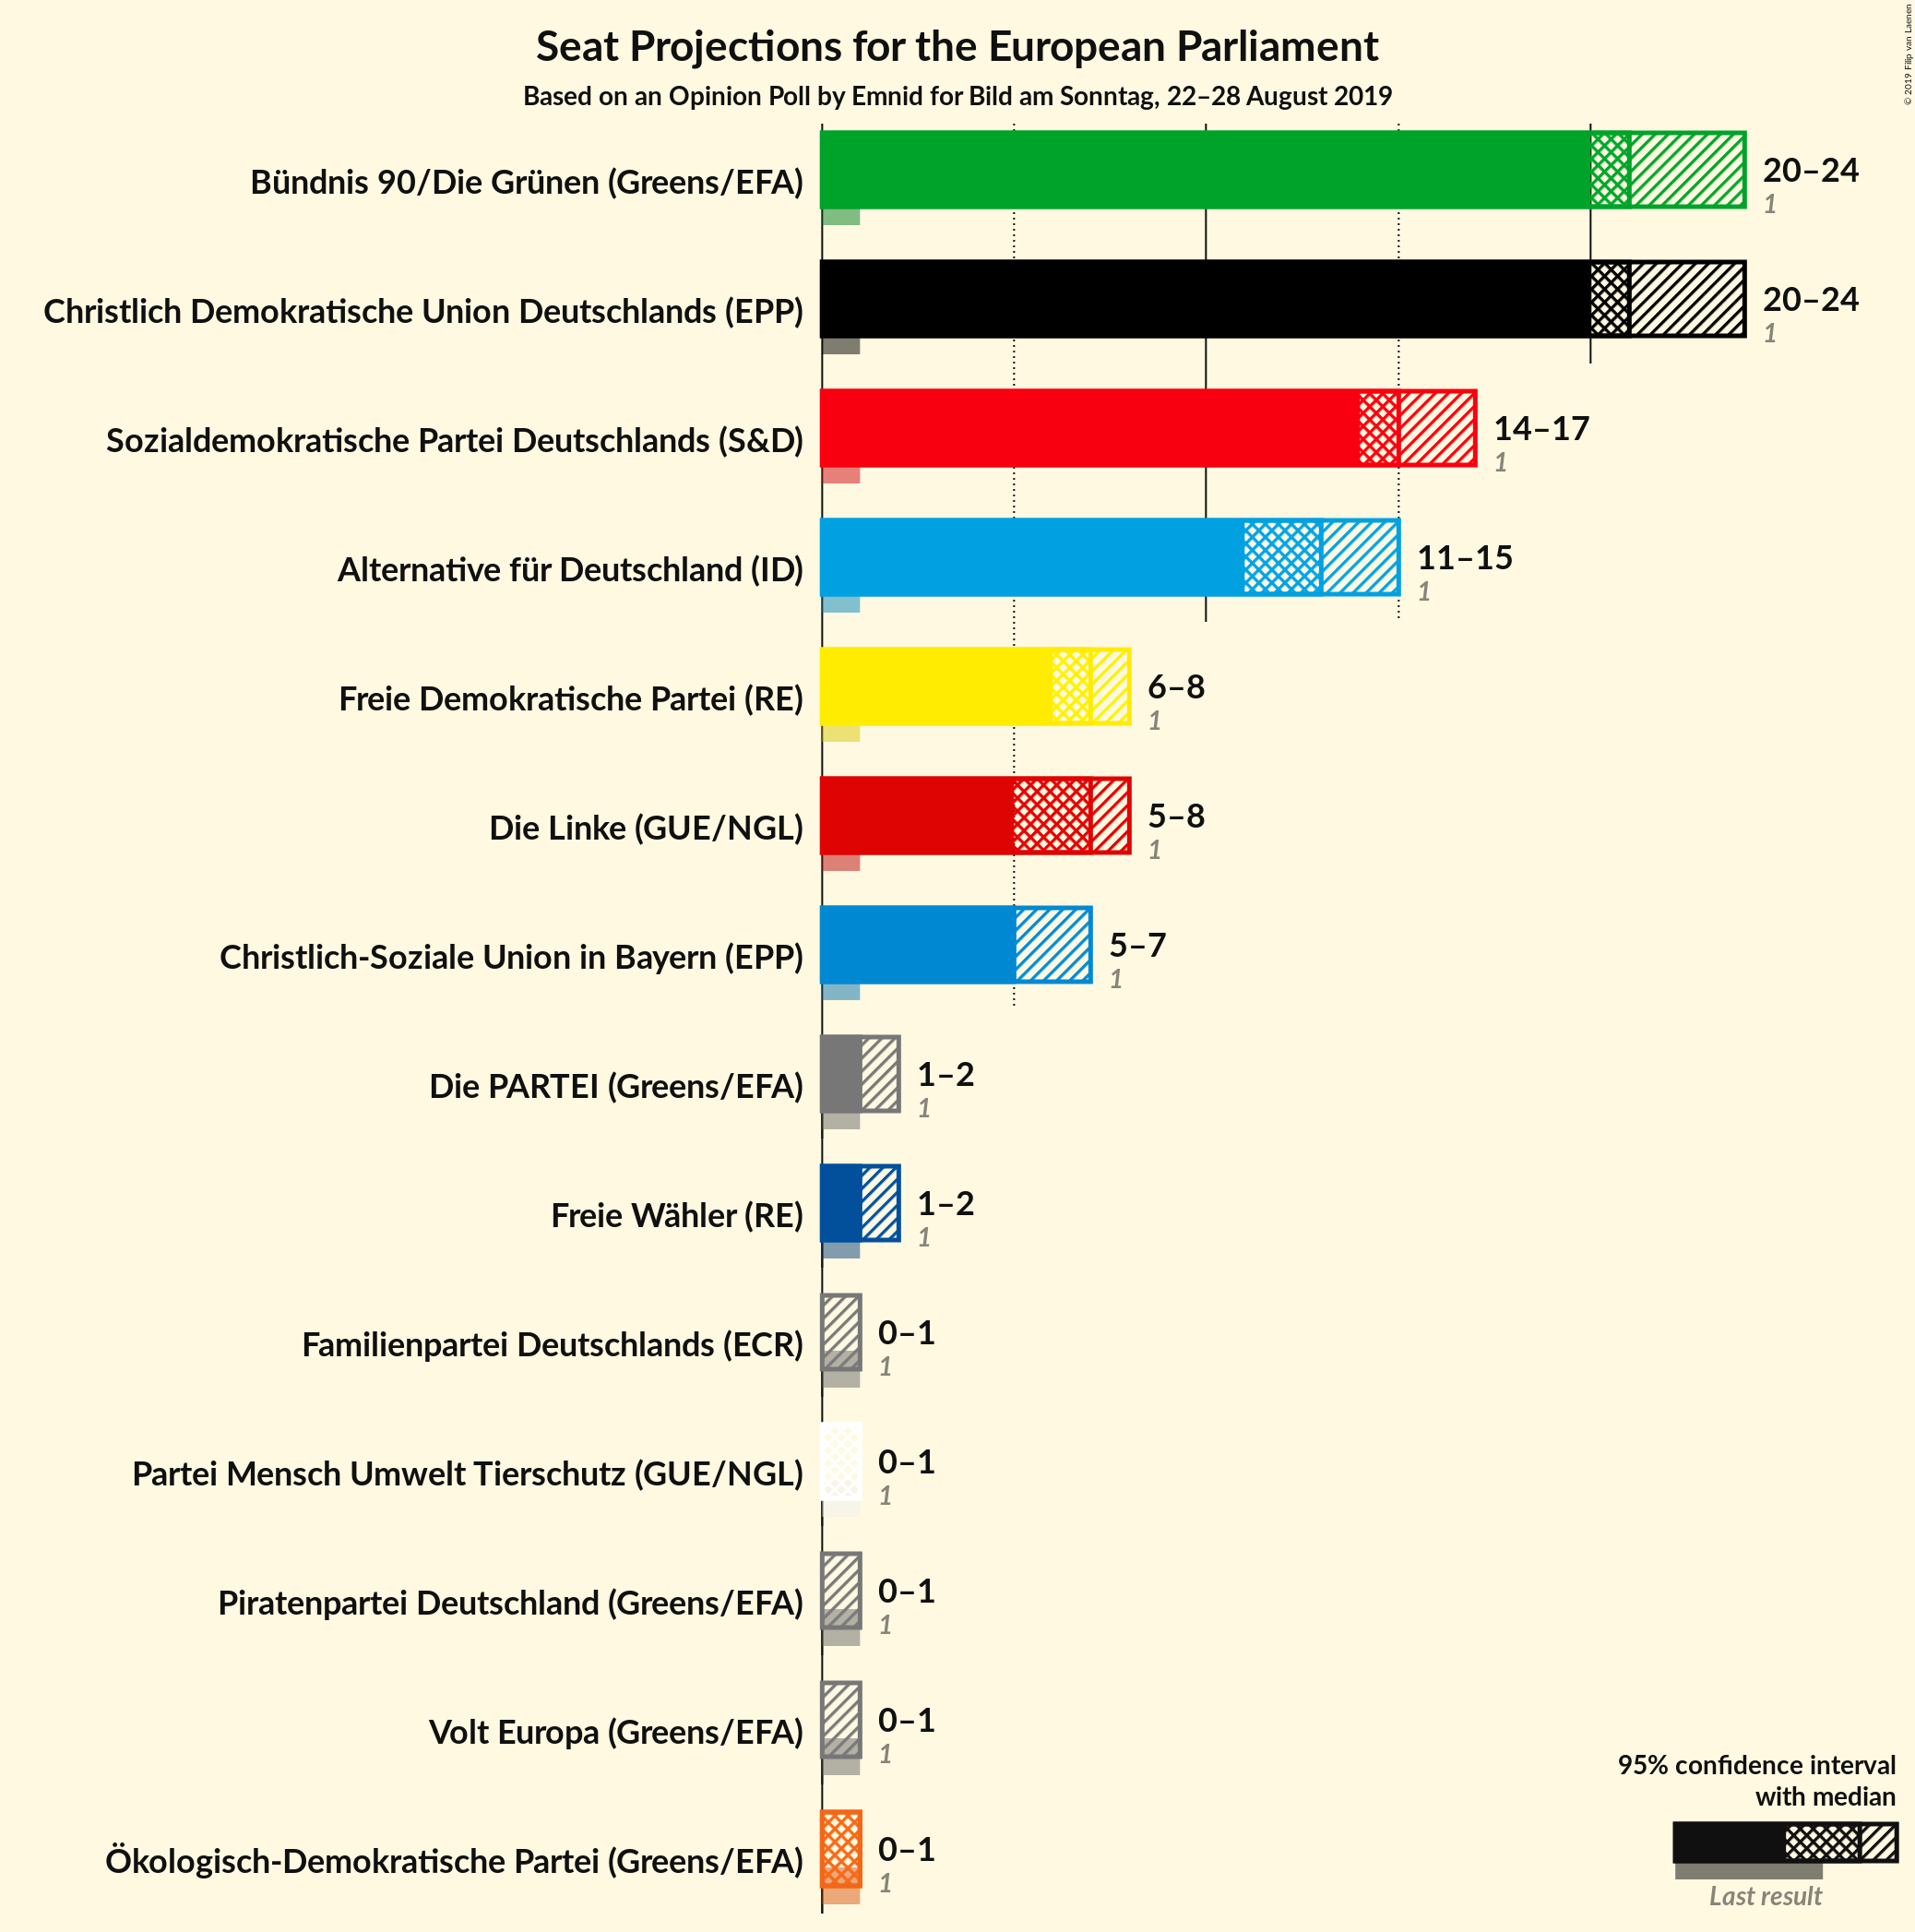 Seat Projections for the European Parliament
Based on an Opinion Poll by Emnid for Bild am Sonntag, 22–28 August 2019
© 2019 Filip van Laenen
Bündnis 90/Die Grünen (Greens/EFA)
20–24
1
Christlich Demokratische Union Deutschlands (EPP)
20–24
1
Sozialdemokratische Partei Deutschlands (S&D)
14–17
1
Alternative für Deutschland (ID)
11–15
1
Freie Demokratische Partei (RE)
6–8
1
Die Linke (GUE/NGL)
5–8
1
Christlich-Soziale Union in Bayern (EPP)
5–7
1
Die PARTEI (Greens/EFA)
1–2
1
Freie Wähler (RE)
1–2
1
Familienpartei Deutschlands (ECR)
0–1
1
Partei Mensch Umwelt Tierschutz (GUE/NGL)
0–1
1
Piratenpartei Deutschland (Greens/EFA)
0–1
1
Volt Europa (Greens/EFA)
0–1
1
Ökologisch-Demokratische Partei (Greens/EFA)
0–1
1
95% confidence interval
with median
Last result